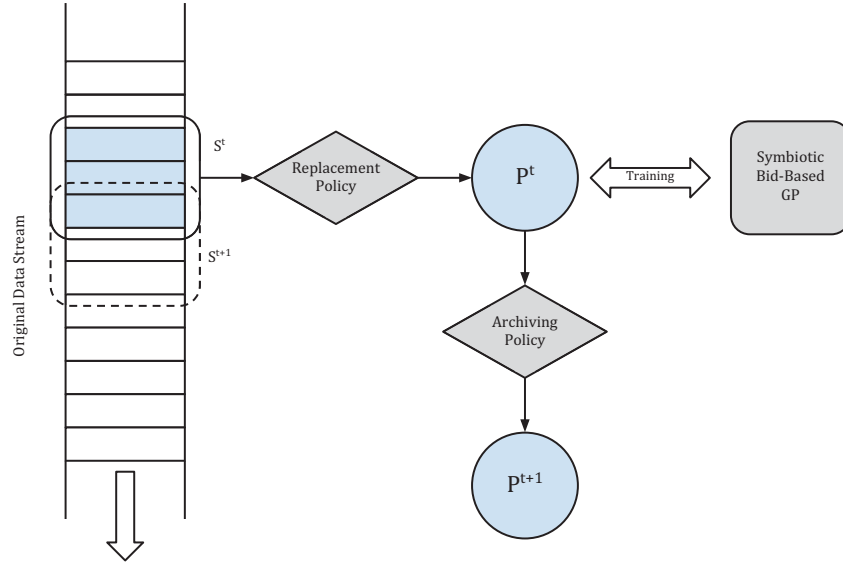 Original Data Stream
S^t
S^{t+1}
Replacement
Policy
P^t
Training
Symbiotic
Bid-Based
GP
Archiving
Policy
P^{t+1}